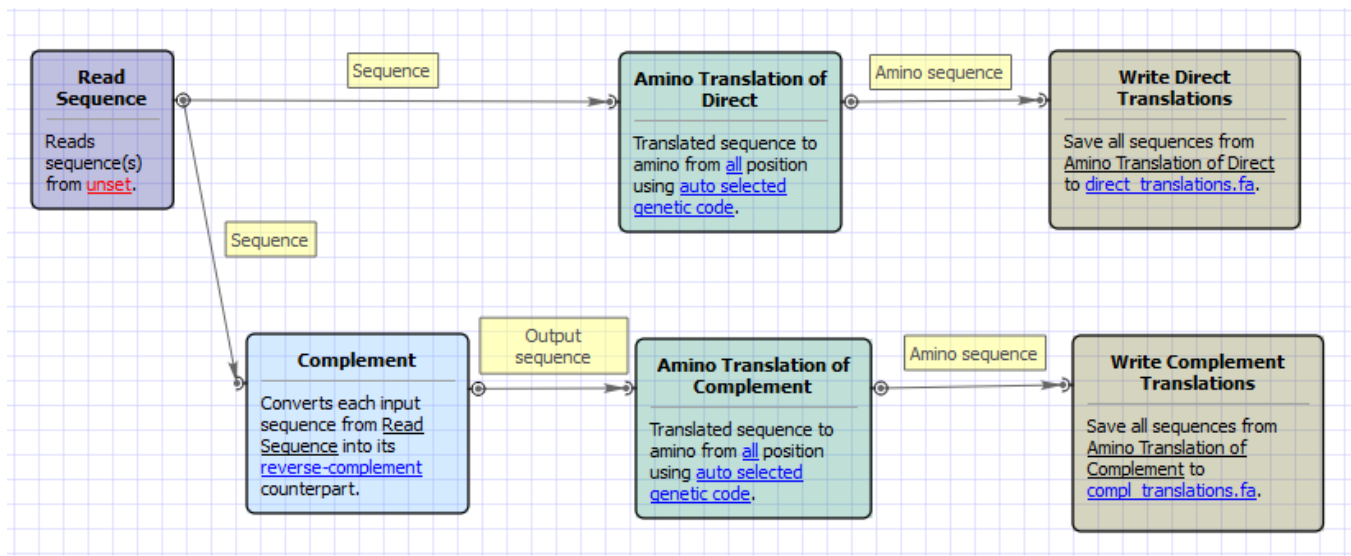 Read
Sequence
Reads
sequence(s)
from unset.
Sequence
Amino Translation of
Direct
Translated sequence to
amino from all position
using auto selected
genetic code.
Amino sequence
Write Direct
Translations
Save all sequences from
Amino Translation of Direct
to direct_translations.fa.
Sequence
Complement
Converts each input
sequence from Read
Sequence into its
reverse-complement
counterpart.
Output
sequence
Amino Translation of
Complement
Translated sequence to
amino from all position
using auto selected
genetic code.
Amino sequence
Write Complement
Translations
Save all sequences from
Amino Translation of
Complement to
compl_translations.fa.